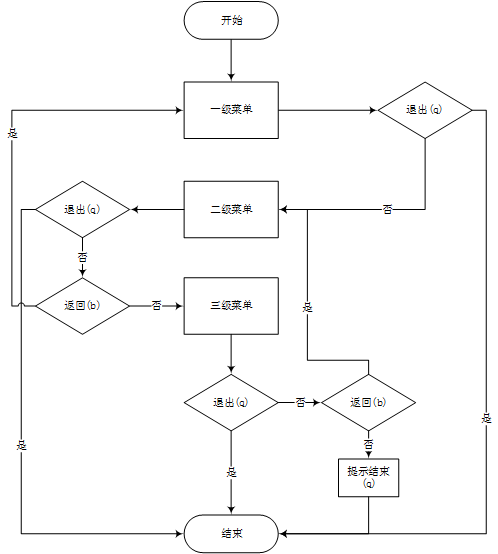 开始
一级菜单
退出(q)
是
退出(q)
二级菜单
否
否
返回(b)
否
三级菜单
是
退出(q)
否
返回(b)
是
是
否
是
提示结束
(q)
结束